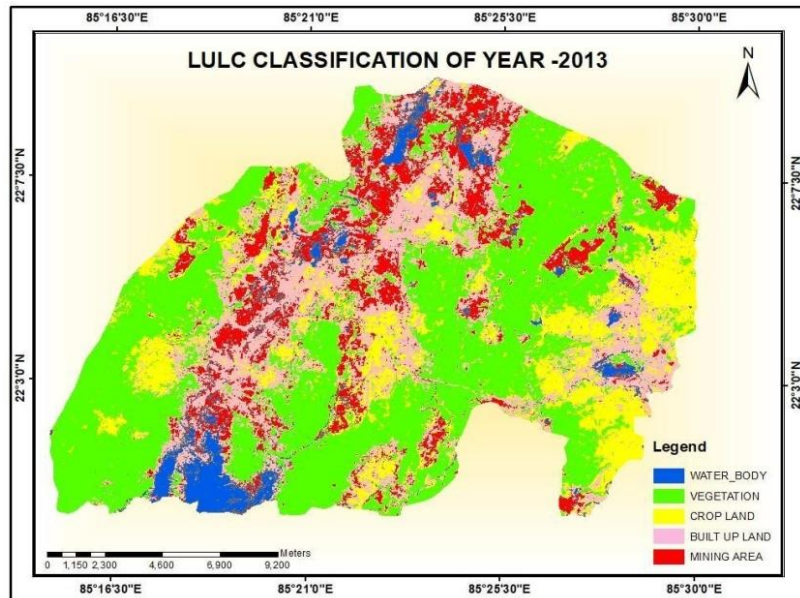 85°16'30"E 85°21'0"E 85°25'30"E 85°30'0"E
LULC CLASSIFICATION OF YEAR -2013
N
22°7'30"N 22°7'30"N
22°3'0"N 22°3'0"N
Legend
WATER_BODY
VEGETATION
CROP LAND
BUILT UP LAND
MINING AREA
Meters
0 1,150 2,300 4,600 6,900 9,200
85°16'30"E 85°21'0"E 85°25'30"E 85°30'0"E